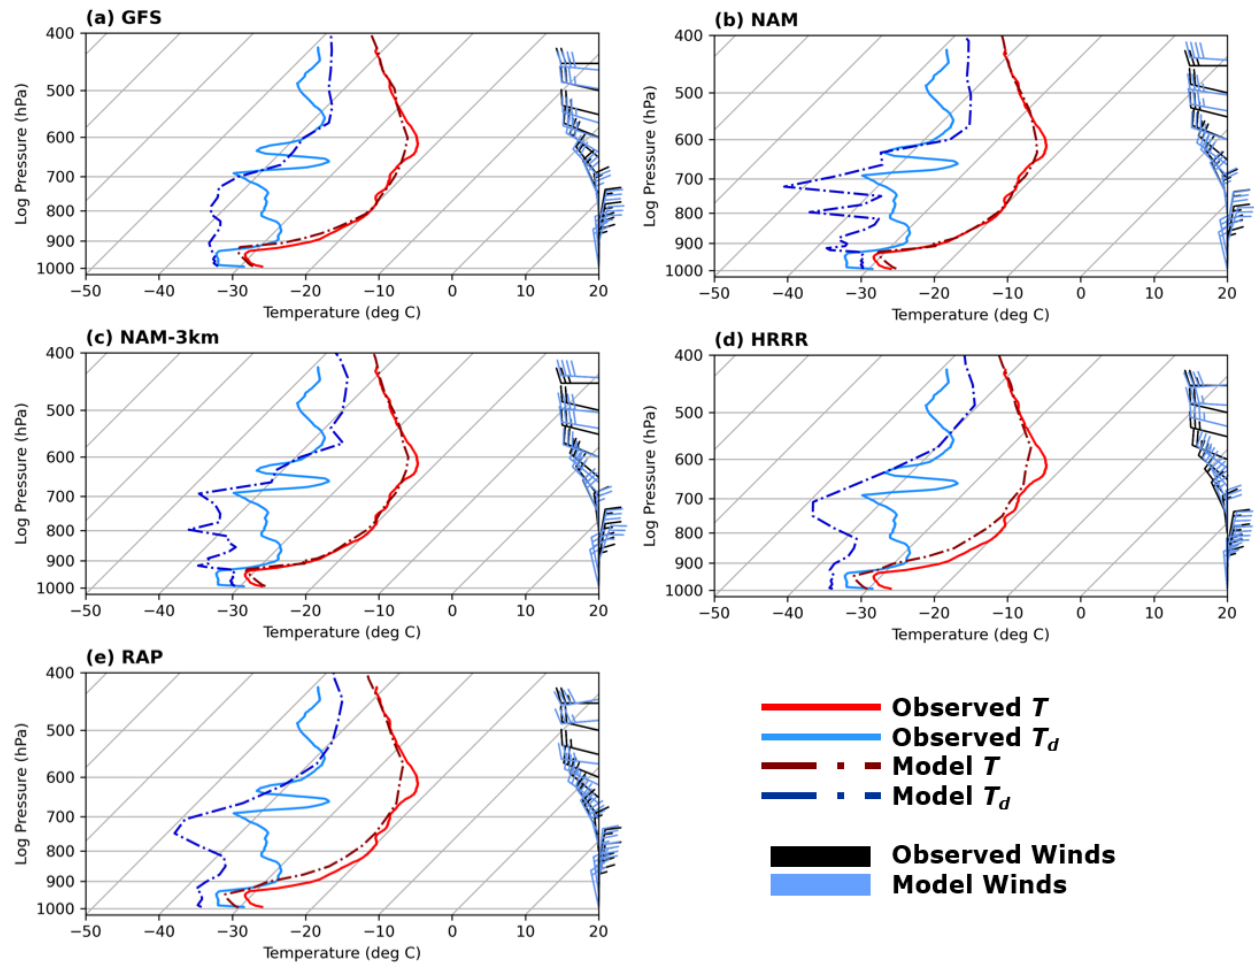 (a) GFS
400
500
600
700
800
900
1000
Log Pressure (hPa)
−50 −40 −30 −20 −10 0 10 20
Temperature (deg C)
(b) NAM
400
500
600
700
800
900
1000
Log Pressure (hPa)
−50 −40 −30 −20 −10 0 10 20
Temperature (deg C)
(c) NAM-3km
400
500
600
700
800
900
1000
Log Pressure (hPa)
−50 −40 −30 −20 −10 0 10 20
Temperature (deg C)
(d) HRRR
400
500
600
700
800
900
1000
Log Pressure (hPa)
−50 −40 −30 −20 −10 0 10 20
Temperature (deg C)
(e) RAP
400
500
600
700
800
900
1000
Log Pressure (hPa)
−50 −40 −30 −20 −10 0 10 20
Temperature (deg C)
Observed T
Observed Td
Model T
Model Td
Observed Winds
Model Winds